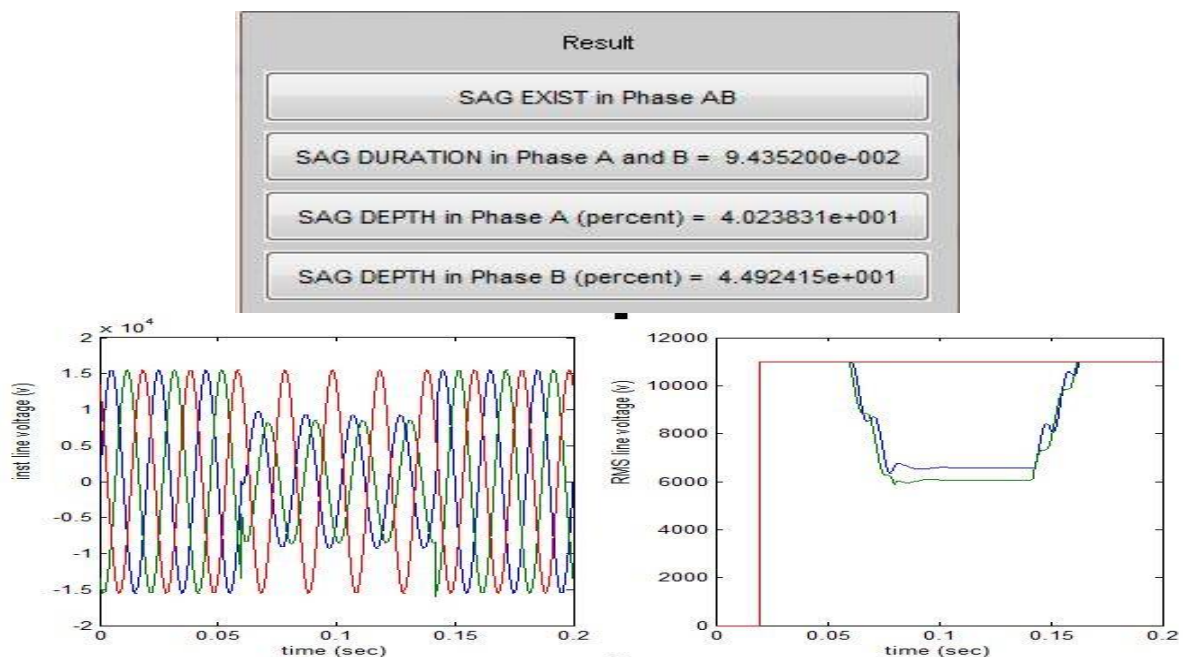 Result
SAG EXIST in Phase AB
SAG DURATION in Phase A and B = 9.435200e-002
SAG DEPTH in Phase A (percent) = 4.023831e+001
SAG DEPTH in Phase B (percent) = 4.492415e+001
x 10^4
2
1.5
1
0.5
0
-0.5
-1
-1.5
-2
inst line voltage (v)
0 0.05 0.1 0.15 0.2
time (sec)
12000
10000
8000
6000
4000
2000
0
RMS line voltage (v)
0 0.05 0.1 0.15 0.2
time (sec)